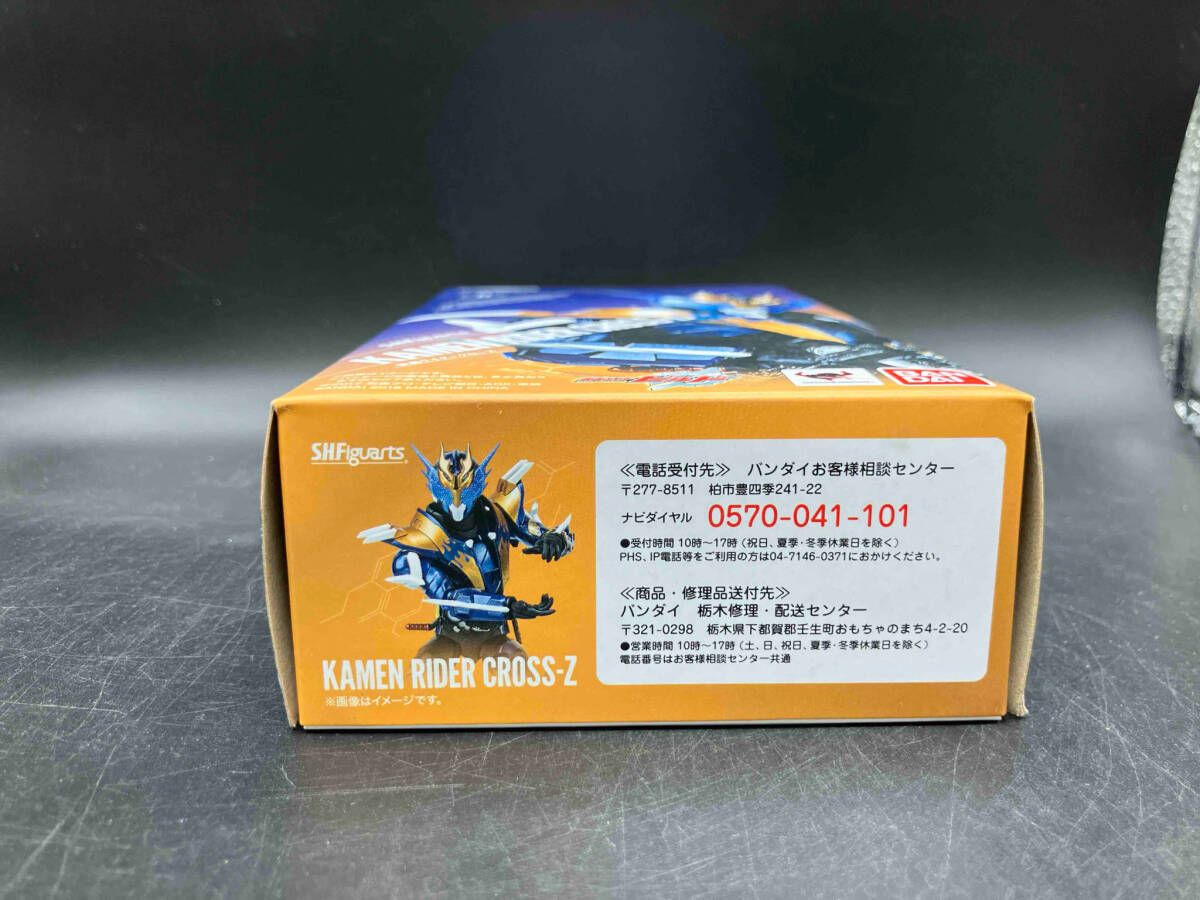 KAMEN RIDER CROSS-Z
BAN
DAI
S.H.Figuarts
KAMEN RIDER CROSS-Z
※画像はイメージです。
≪電話受付先≫ バンダイお客様相談センター
〒277-8511 柏市豊四季241-22
ナビダイヤル 0570-041-101
●受付時間 10時～17時（祝日、夏季・冬季休業日を除く）
PHS、IP電話等をご利用の方は04-7146-0371におかけください。
≪商品・修理品送付先≫
バンダイ 栃木修理・配送センター
〒321-0298 栃木県下都賀郡壬生町おもちゃのまち4-2-20
●営業時間 10時～17時（土、日、祝日、夏季・冬季休業日を除く）
電話番号はお客様相談センター共通